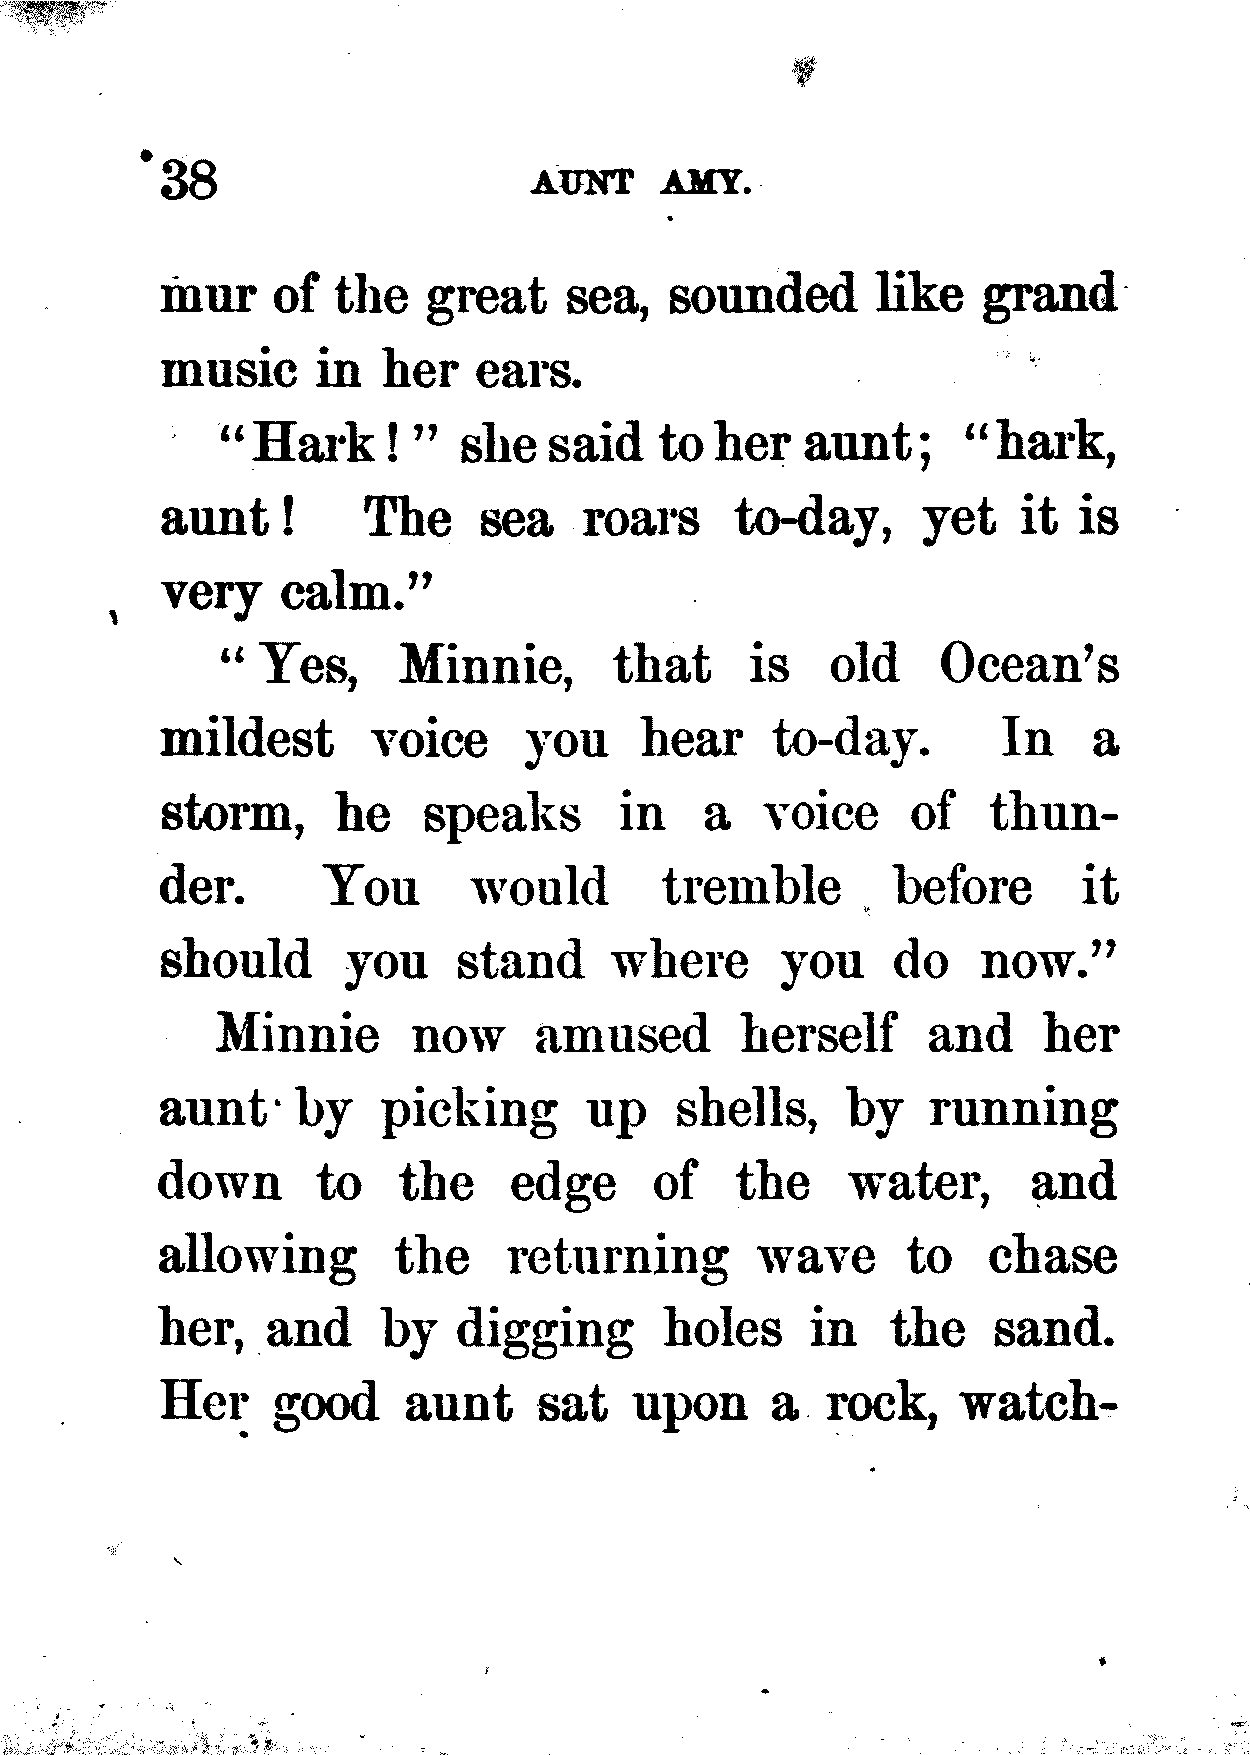 38 AUNT AMY.
mur of the great sea, sounded like grand
music in her ears.
"Hark!" she said to her aunt; "hark,
aunt! The sea roars to-day, yet it is
very calm."
"Yes, Minnie, that is old Ocean's
mildest voice you hear to-day. In a
storm, he speaks in a voice of thun-
der. You would tremble before it
should you stand where you do now."
Minnie now amused herself and her
aunt by picking up shells, by running
down to the edge of the water, and
allowing the returning wave to chase
her, and by digging holes in the sand.
Her good aunt sat upon a rock, watch-